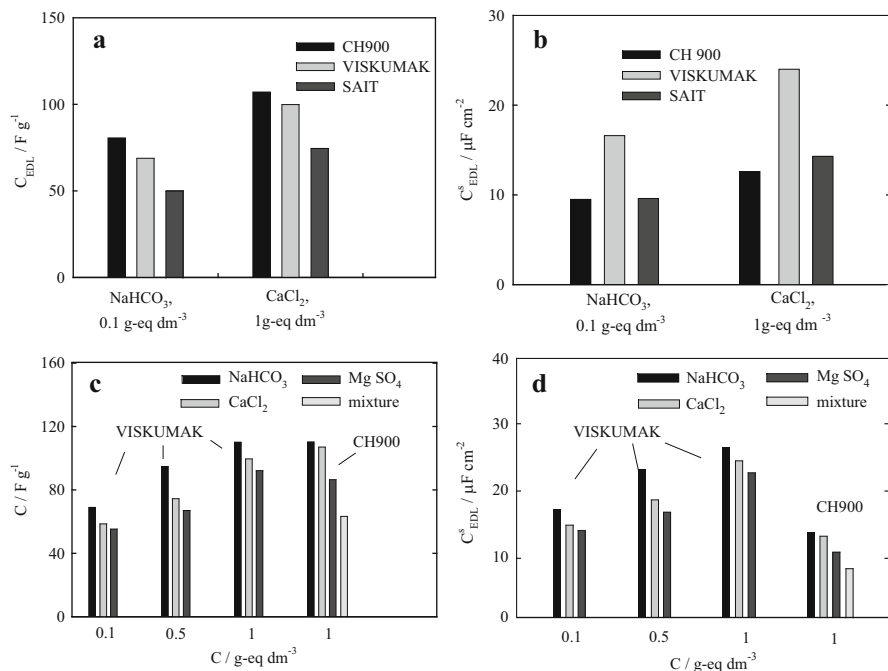 a
CH900
VISKUMAK
SAIT
C_EDL / F g⁻¹
150
100
50
0
NaHCO₃,
0.1 g-eq dm⁻³
CaCl₂,
1g-eq dm⁻³
b
CH 900
VISKUMAK
SAIT
Cˢ_EDL / µF cm⁻²
30
20
10
0
NaHCO₃,
0.1 g-eq dm⁻³
CaCl₂,
1g-eq dm⁻³
c
NaHCO₃
CaCl₂
Mg SO₄
mixture
VISKUMAK
CH900
C / F g⁻¹
160
120
80
60
0
0.1
0.5
1
1
C / g-eq dm⁻³
d
NaHCO₃
CaCl₂
Mg SO₄
mixture
VISKUMAK
CH900
Cˢ_EDL / µF cm⁻²
40
30
20
10
0
0.1
0.5
1
1
C / g-eq dm⁻³